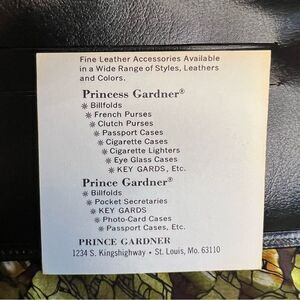 Fine Leather Accessories Available
in a Wide Range of Styles, Leathers
and Colors.
Princess Gardner®
✳ Billfolds
✳ French Purses
✳ Clutch Purses
✳ Passport Cases
✳ Cigarette Cases
✳ Cigarette Lighters
✳ Eye Glass Cases
✳ KEY GARDS, Etc.
Prince Gardner®
✳ Billfolds
✳ Pocket Secretaries
✳ KEY GARDS
✳ Photo-Card Cases
✳ Passport Cases, Etc.
PRINCE GARDNER
1234 S. Kingshighway • St. Louis, Mo. 63110